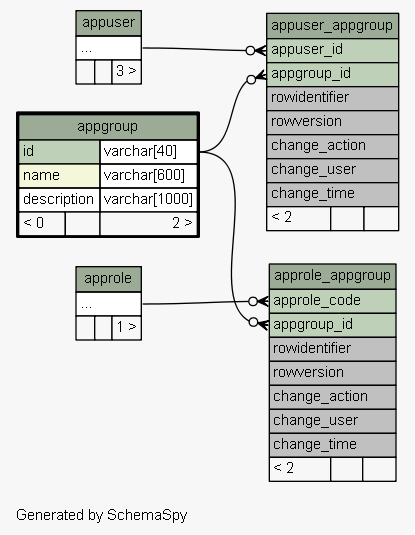 appuser
...
3 >
appuser_appgroup
appuser_id
appgroup_id
rowidentifier
rowversion
change_action
change_user
change_time
< 2
appgroup
id varchar[40]
name varchar[600]
description varchar[1000]
< 0 2 >
approle
...
1 >
approle_appgroup
approle_code
appgroup_id
rowidentifier
rowversion
change_action
change_user
change_time
< 2
Generated by SchemaSpy